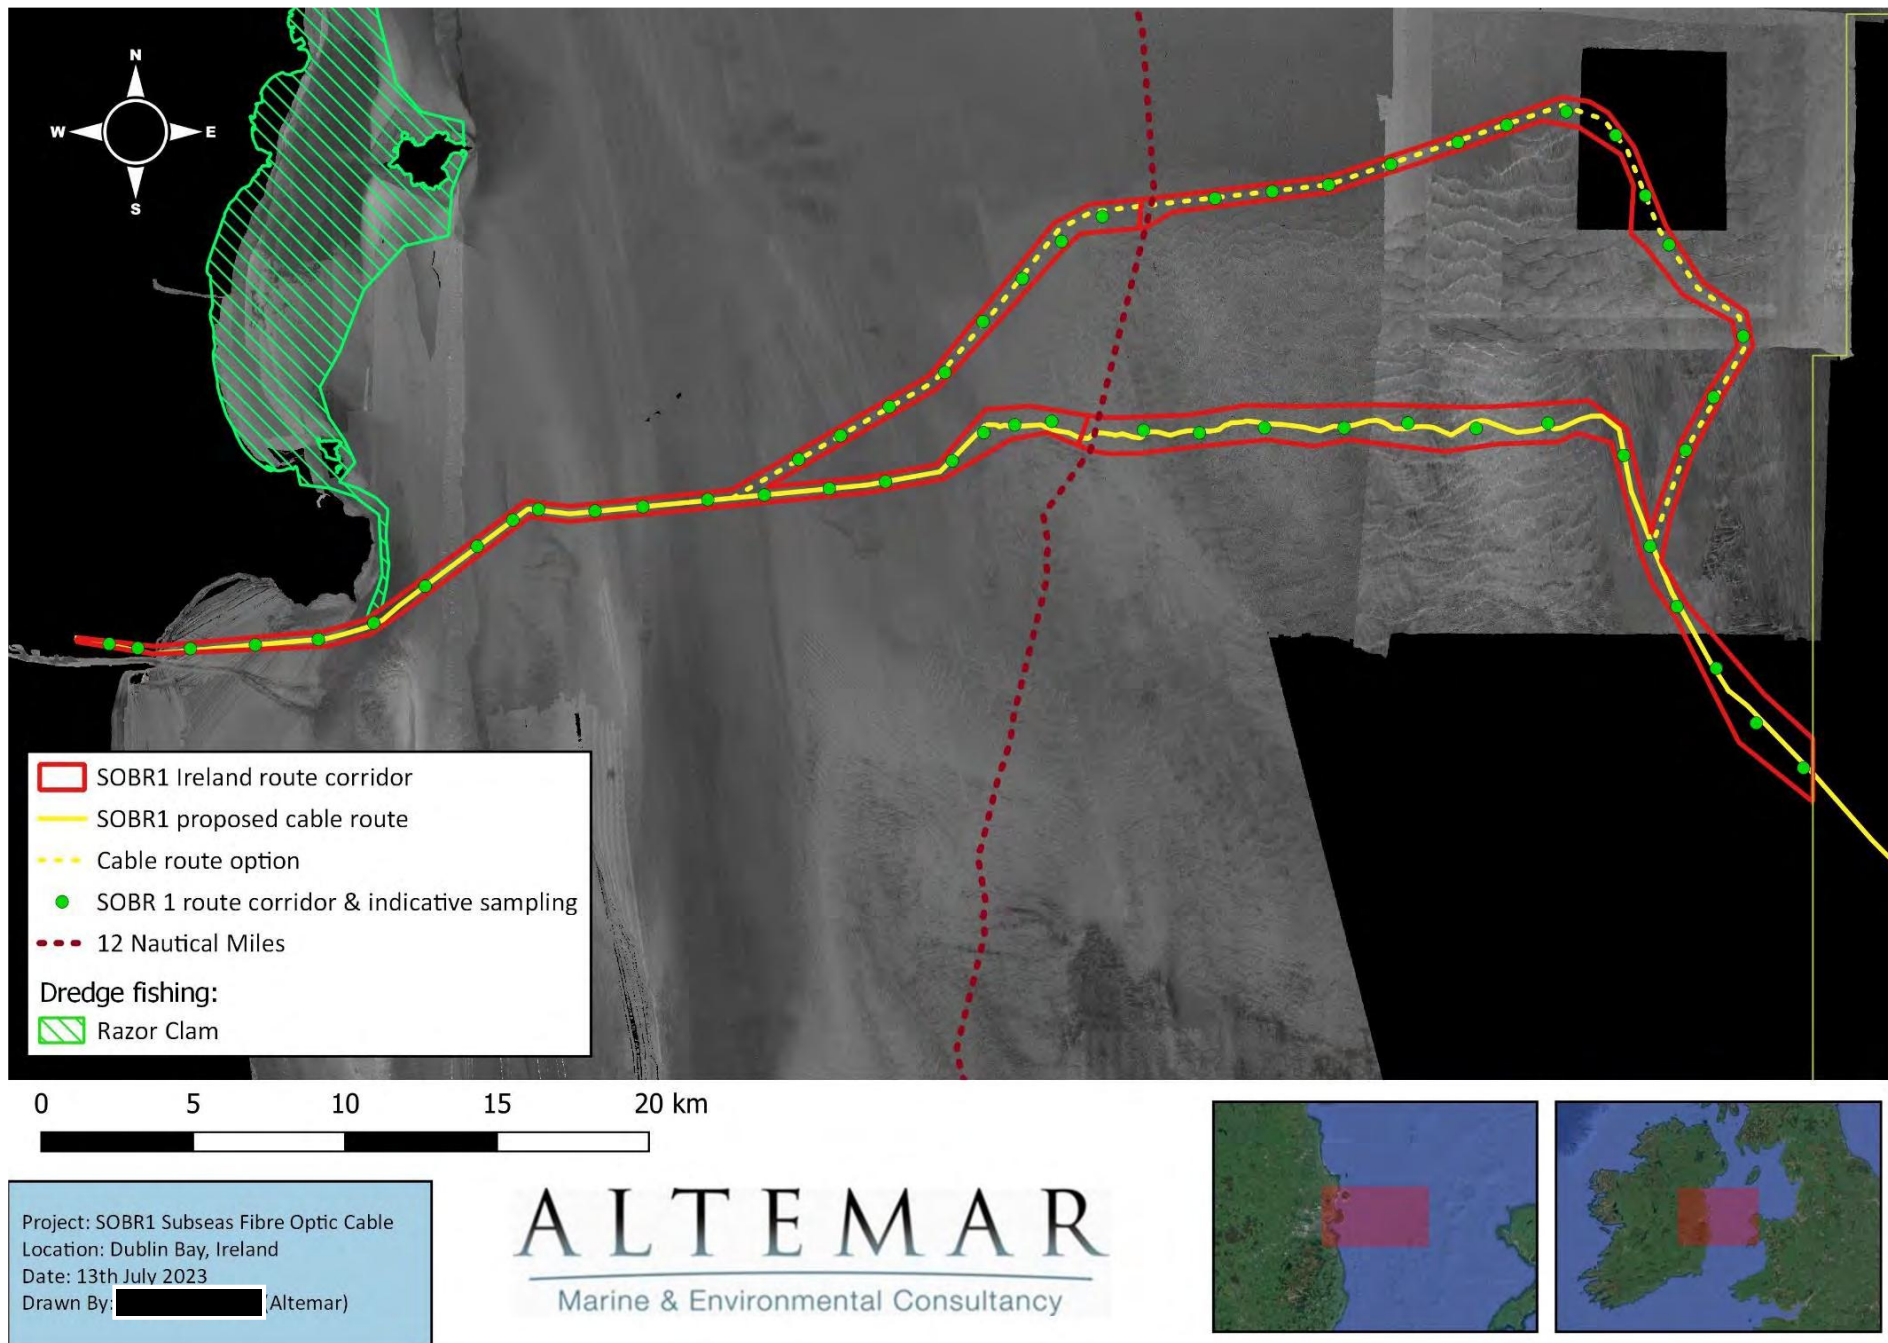 N
W E
S
SOBR1 Ireland route corridor
SOBR1 proposed cable route
Cable route option
SOBR 1 route corridor & indicative sampling
12 Nautical Miles
Dredge fishing:
Razor Clam
0 5 10 15 20 km
Project: SOBR1 Subseas Fibre Optic Cable
Location: Dublin Bay, Ireland
Date: 13th July 2023
Drawn By: (Altemar)
ALTEMAR
Marine & Environmental Consultancy